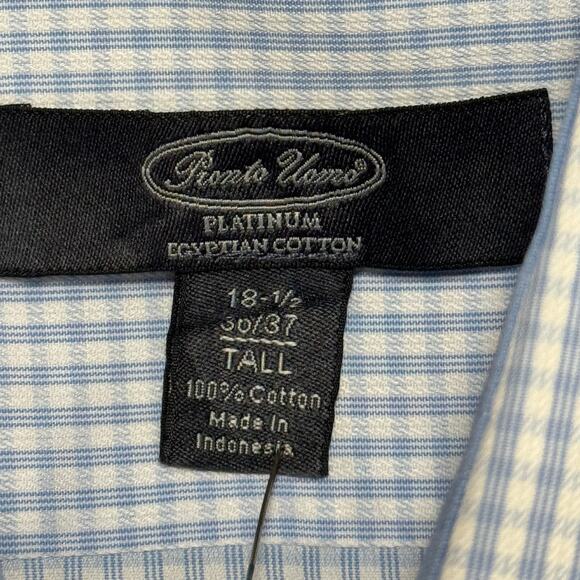 Pronto Uomo®
PLATINUM
EGYPTIAN COTTON
18-1/2
36/37
TALL
100% Cotton
Made in
Indonesia